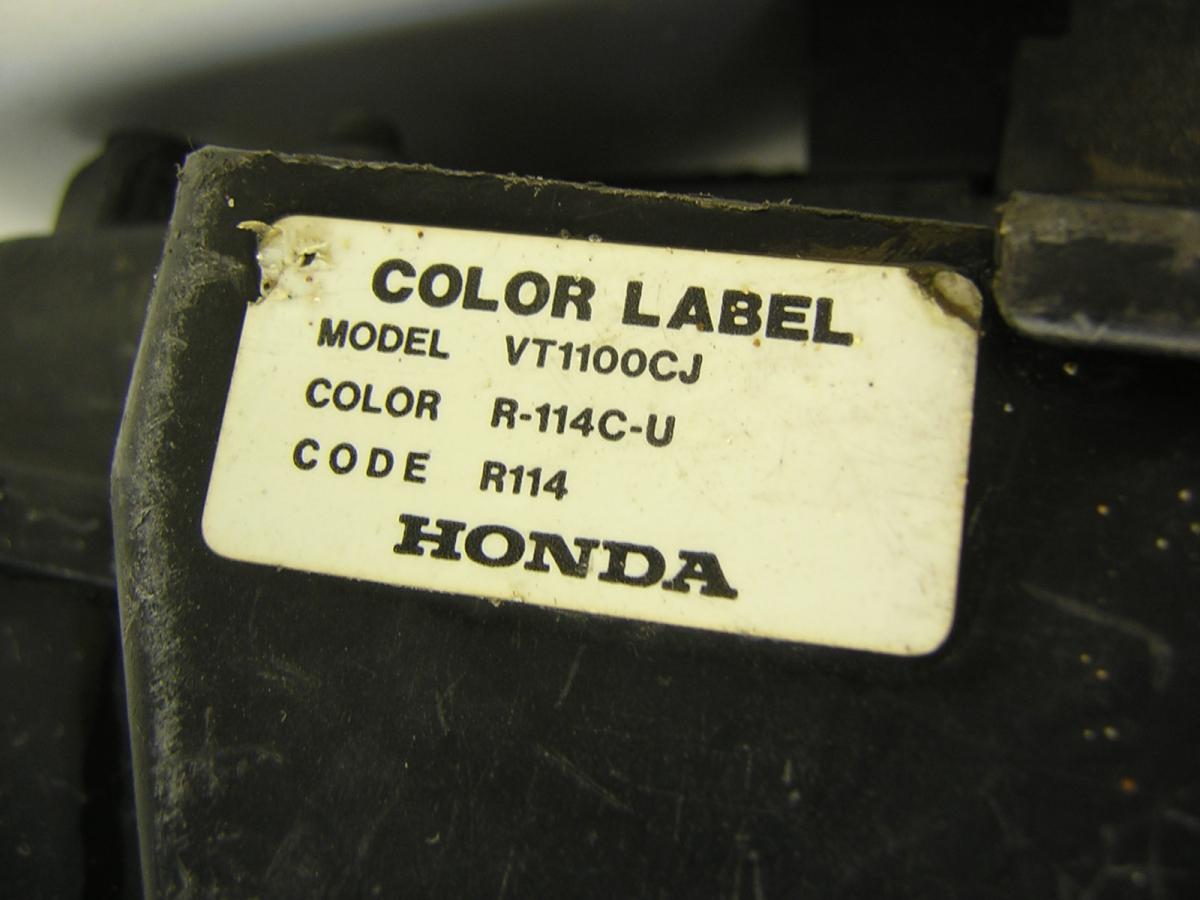 COLOR LABEL
MODEL VT1100CJ
COLOR R-114C-U
CODE R114
HONDA